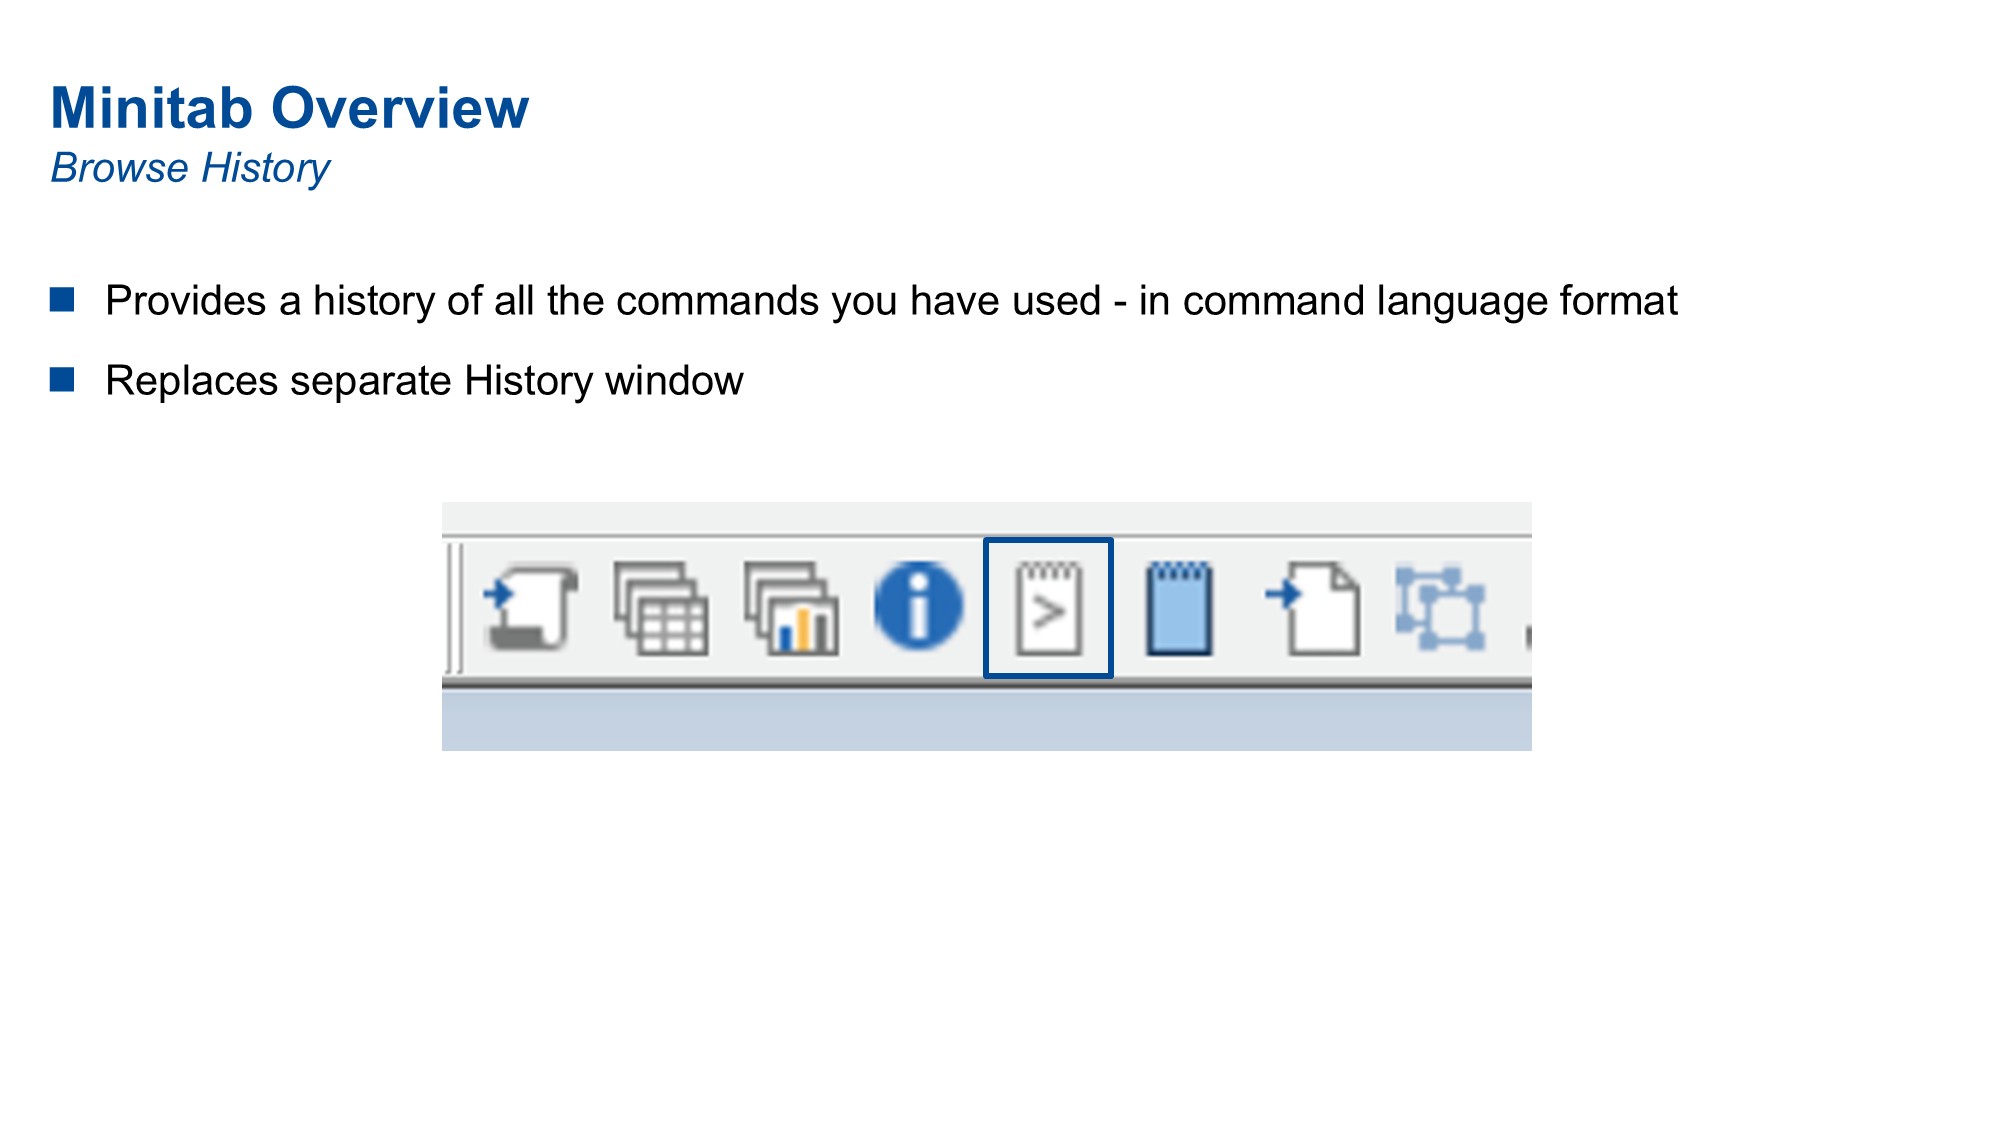 Minitab Overview
Browse History
Provides a history of all the commands you have used - in command language format
Replaces separate History window